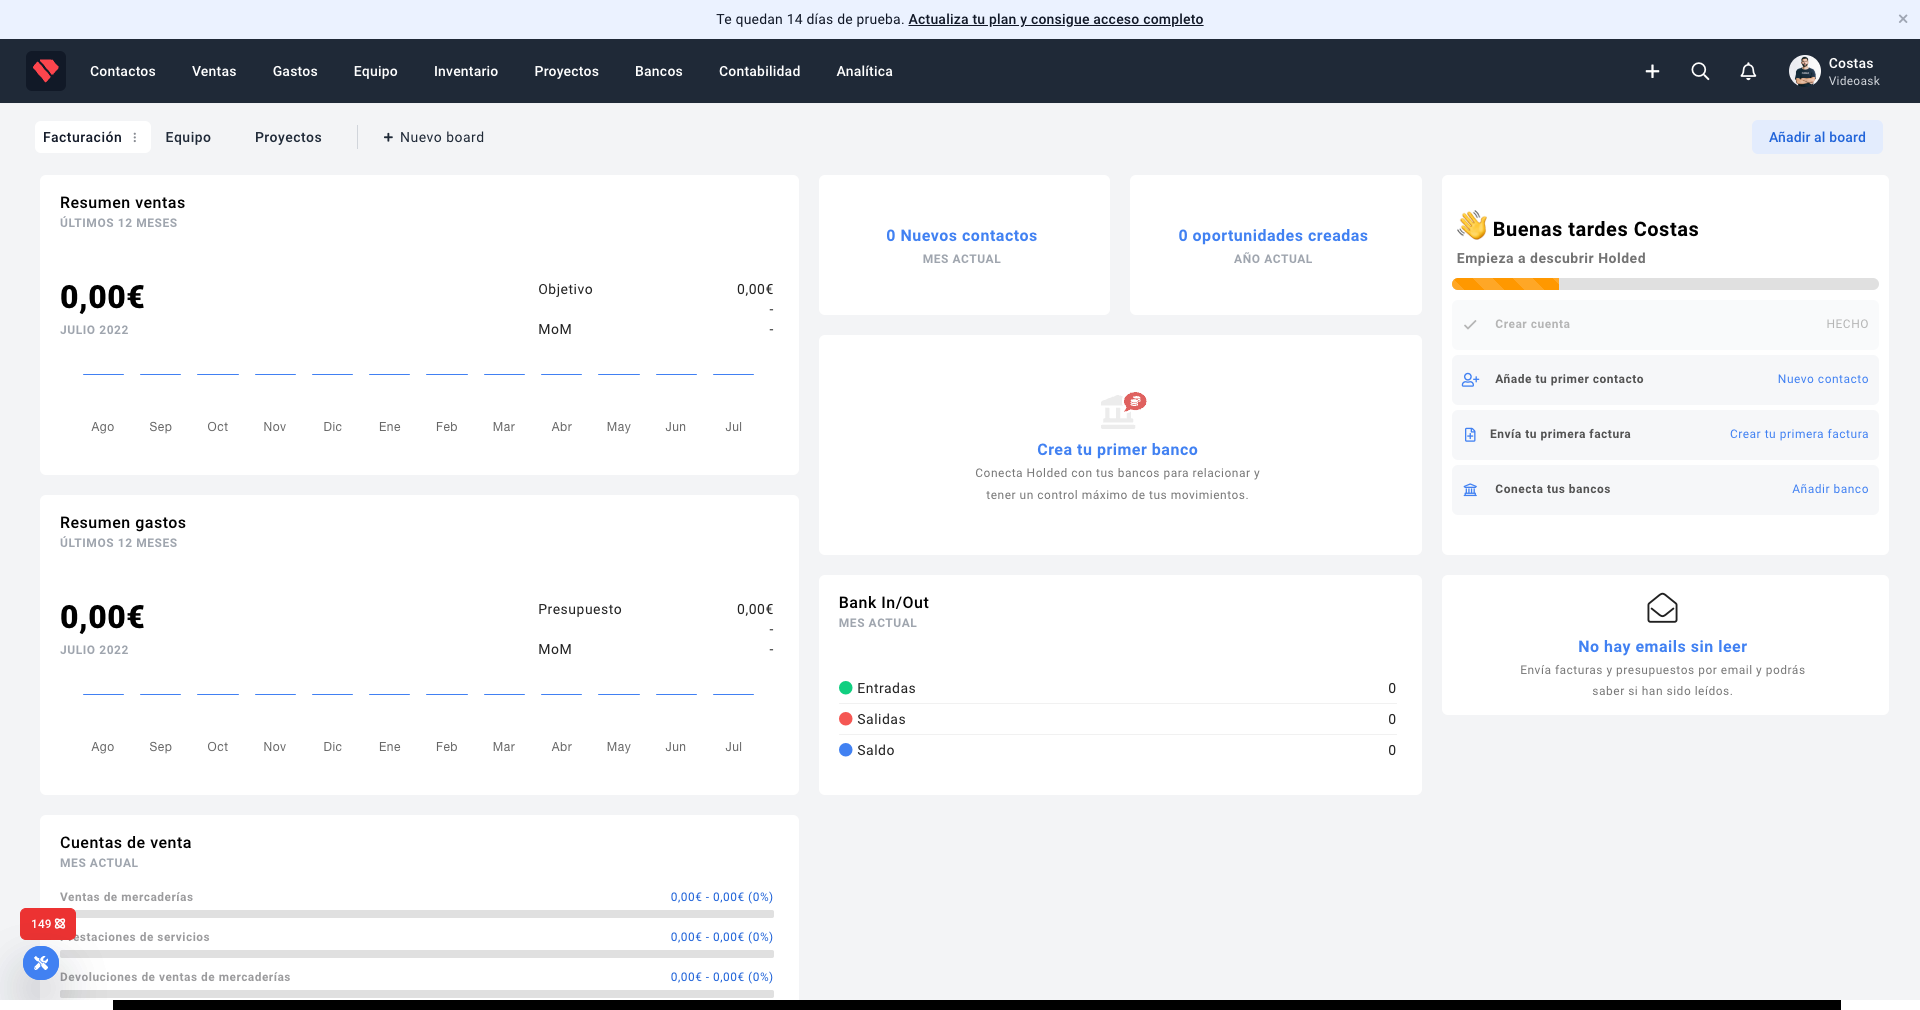 Te quedan 14 días de prueba. Actualiza tu plan y consigue acceso completo
Contactos Ventas Gastos Equipo Inventario Proyectos Bancos Contabilidad Analítica
Costas
Videoask
Facturación Equipo Proyectos + Nuevo board
Añadir al board
Resumen ventas
ÚLTIMOS 12 MESES
0,00€
JULIO 2022
Objetivo 0,00€
-
MoM -
Ago Sep Oct Nov Dic Ene Feb Mar Abr May Jun Jul
Resumen gastos
ÚLTIMOS 12 MESES
0,00€
JULIO 2022
Presupuesto 0,00€
-
MoM -
Ago Sep Oct Nov Dic Ene Feb Mar Abr May Jun Jul
Cuentas de venta
MES ACTUAL
Ventas de mercaderías 0,00€ - 0,00€ (0%)
149
Prestaciones de servicios 0,00€ - 0,00€ (0%)
Devoluciones de ventas de mercaderías 0,00€ - 0,00€ (0%)
0 Nuevos contactos
MES ACTUAL
0 oportunidades creadas
AÑO ACTUAL
Crea tu primer banco
Conecta Holded con tus bancos para relacionar y
tener un control máximo de tus movimientos.
Bank In/Out
MES ACTUAL
Entradas 0
Salidas 0
Saldo 0
Buenas tardes Costas
Empieza a descubrir Holded
Crear cuenta HECHO
Añade tu primer contacto Nuevo contacto
Envía tu primera factura Crear tu primera factura
Conecta tus bancos Añadir banco
No hay emails sin leer
Envía facturas y presupuestos por email y podrás
saber si han sido leídos.